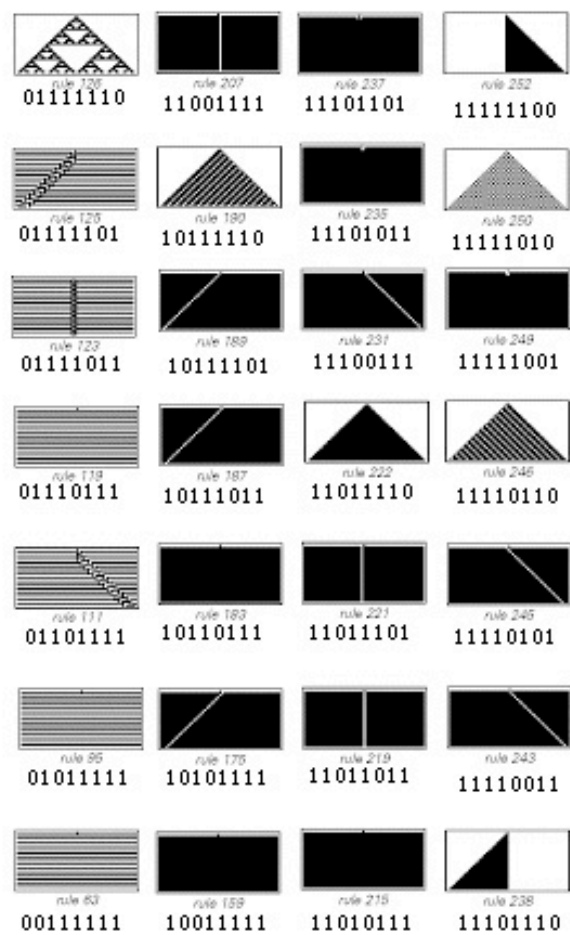 rule 126 rule 207 rule 237 rule 252
01111110 11001111 11101101 11111100
rule 125 rule 190 rule 235 rule 250
01111101 10111110 11101011 11111010
rule 123 rule 189 rule 231 rule 249
01111011 10111101 11100111 11111001
rule 119 rule 187 rule 222 rule 246
01110111 10111011 11011110 11110110
rule 111 rule 183 rule 221 rule 245
01101111 10110111 11011101 11110101
rule 95 rule 175 rule 219 rule 243
01011111 10101111 11011011 11110011
rule 63 rule 159 rule 215 rule 238
00111111 10011111 11010111 11101110